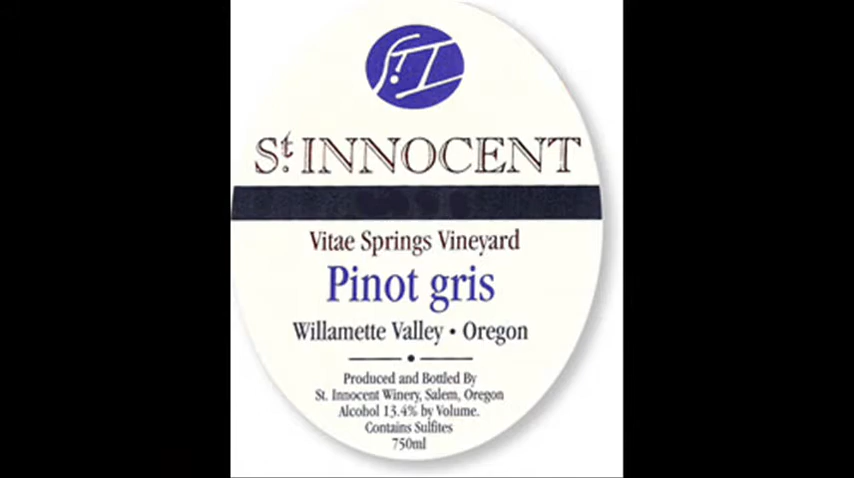 St. I
St. INNOCENT
Vitae Springs Vineyard
Pinot gris
Willamette Valley • Oregon
Produced and Bottled By
St. Innocent Winery, Salem, Oregon
Alcohol 13.4% by Volume.
Contains Sulfites
750ml